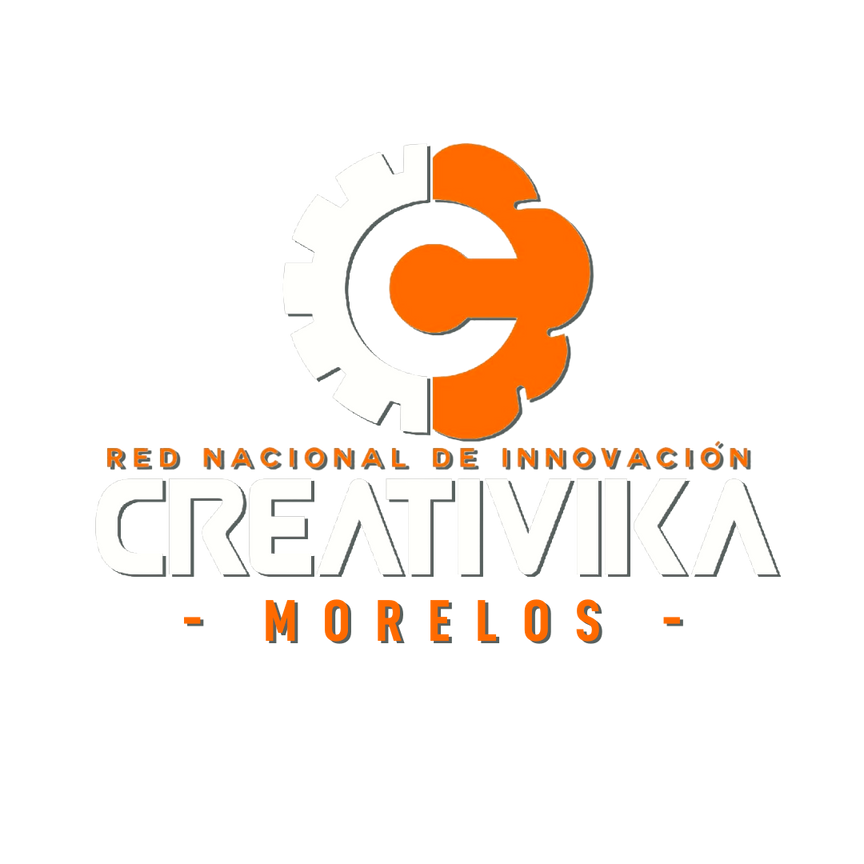 RED NACIONAL DE INNOVACIÓN
CREATIVIKA
- MORELOS -